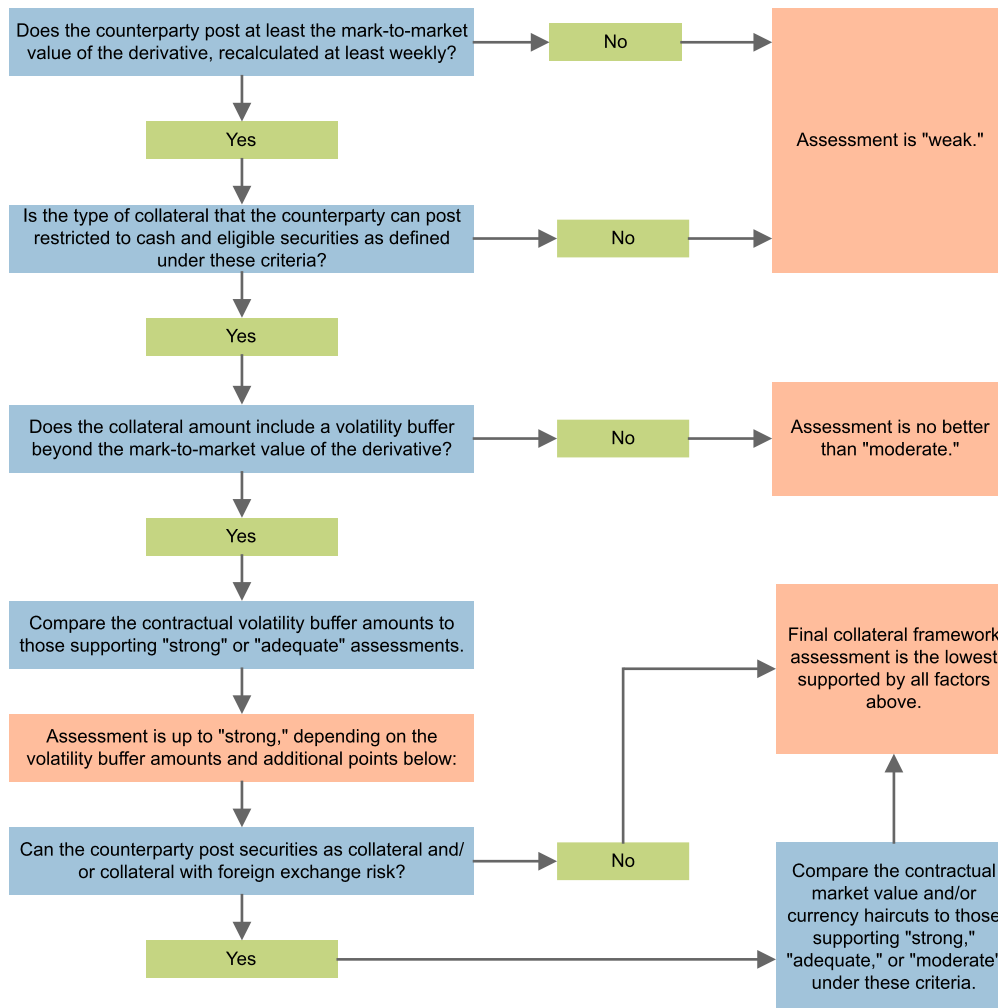 Does the counterparty post at least the mark-to-market
value of the derivative, recalculated at least weekly?
No
Assessment is "weak."
Yes
Is the type of collateral that the counterparty can post
restricted to cash and eligible securities as defined
under these criteria?
No
Yes
Does the collateral amount include a volatility buffer
beyond the mark-to-market value of the derivative?
No
Assessment is no better
than "moderate."
Yes
Compare the contractual volatility buffer amounts to
those supporting "strong" or "adequate" assessments.
Assessment is up to "strong," depending on the
volatility buffer amounts and additional points below:
Can the counterparty post securities as collateral and/
or collateral with foreign exchange risk?
No
Final collateral framework
assessment is the lowest
supported by all factors
above.
Yes
Compare the contractual
market value and/or
currency haircuts to those
supporting "strong,"
"adequate," or "moderate"
under these criteria.